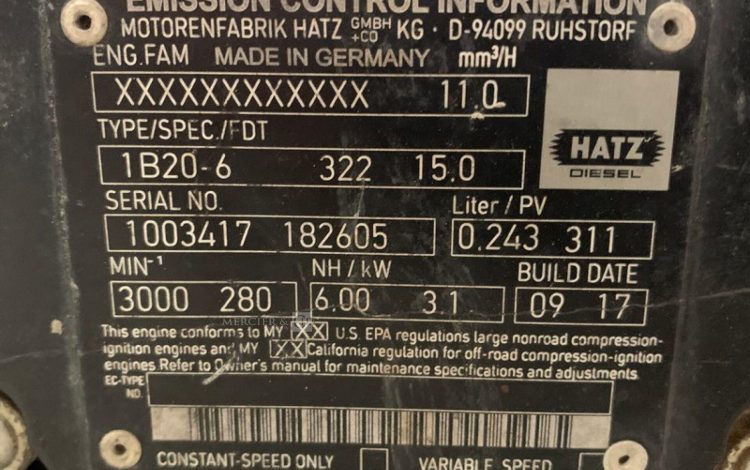 EMISSION CONTROL INFORMATION
MOTORENFABRIK HATZ GMBH +CO KG · D-94099 RUHSTORF
ENG.FAM MADE IN GERMANY mm³/H
XXXXXXXXXXXX 11.0
TYPE/SPEC./FDT
1B20-6 322 15.0
HATZ
DIESEL
SERIAL NO. Liter / PV
1003417 182605 0.243 311
MIN⁻¹ NH / kW BUILD DATE
3000 280 6.00 3.1 09 17
MERCIER &
This engine conforms to MY XX U.S. EPA regulations large nonroad compression-
ignition engines and MY XX California regulation for off-road compression-ignition
engines. Refer to Owner's manual for maintenance specifications and adjustments
EC-TYPE
NO.
CONSTANT-SPEED ONLY VARIABLE SPEED